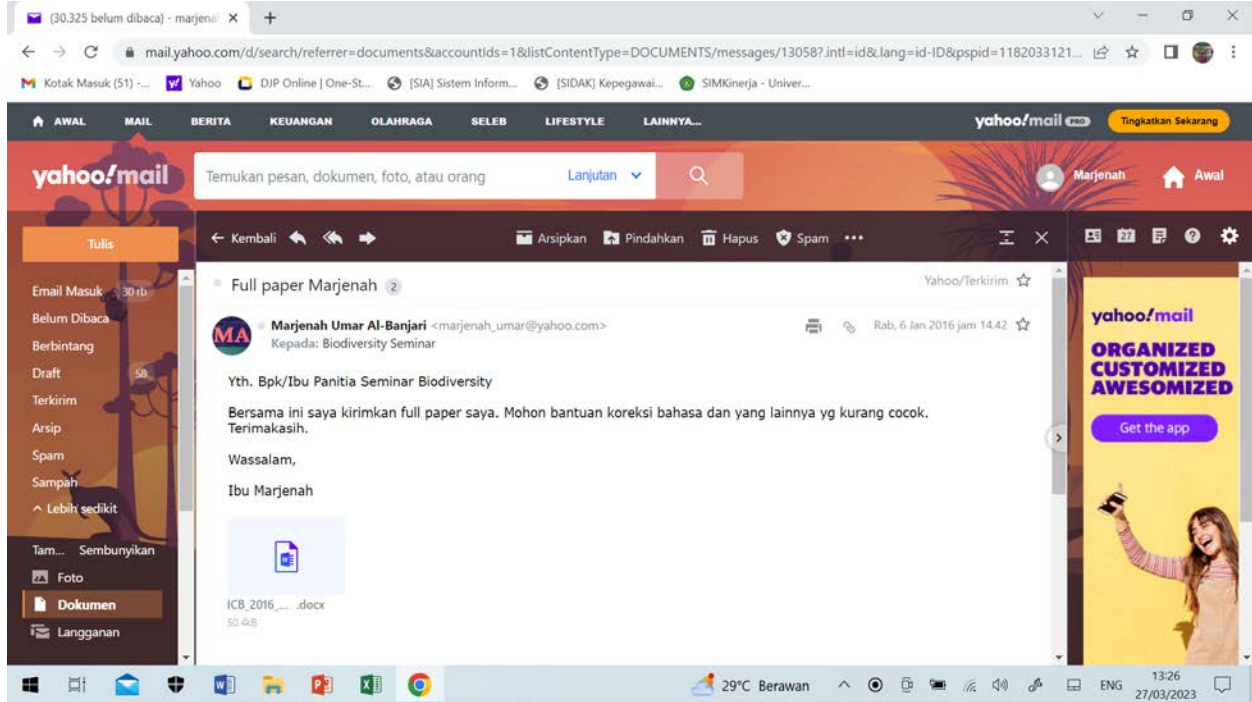 (30.325 belum dibaca) - marjena
mail.yahoo.com/d/search/referrer=documents&accountIds=1&listContentType=DOCUMENTS/messages/13058?.intl=id&.lang=id-ID&pspid=1182033121...
Kotak Masuk (51) -... Yahoo DJP Online | One-St... [SIA] Sistem Inform... [SIDAK] Kepegawai... SIMKinerja - Univer...
AWAL MAIL BERITA KEUANGAN OLAHRAGA SELEB LIFESTYLE LAINNYA... yahoo!mail PRO Tingkatkan Sekarang
yahoo!mail Temukan pesan, dokumen, foto, atau orang Lanjutan Marjenah Awal
Tulis Kembali Arsipkan Pindahkan Hapus Spam 27
Full paper Marjenah 2 Yahoo/Terkirim
MA Marjenah Umar Al-Banjari <marjenah_umar@yahoo.com> Rab, 6 Jan 2016 jam 14.42
Kepada: Biodiversity Seminar
Yth. Bpk/Ibu Panitia Seminar Biodiversity
Bersama ini saya kirimkan full paper saya. Mohon bantuan koreksi bahasa dan yang lainnya yg kurang cocok.
Terimakasih.
Wassalam,
Ibu Marjenah
ICB_2016_... .docx
50.4kB
Email Masuk 30 rb
Belum Dibaca
Berbintang
Draft 58
Terkirim
Arsip
Spam
Sampah
Lebih sedikit
Tam... Sembunyikan
Foto
Dokumen
Langganan
yahoo!mail
ORGANIZED
CUSTOMIZED
AWESOMIZED
Get the app
29°C Berawan ENG 13:26
27/03/2023